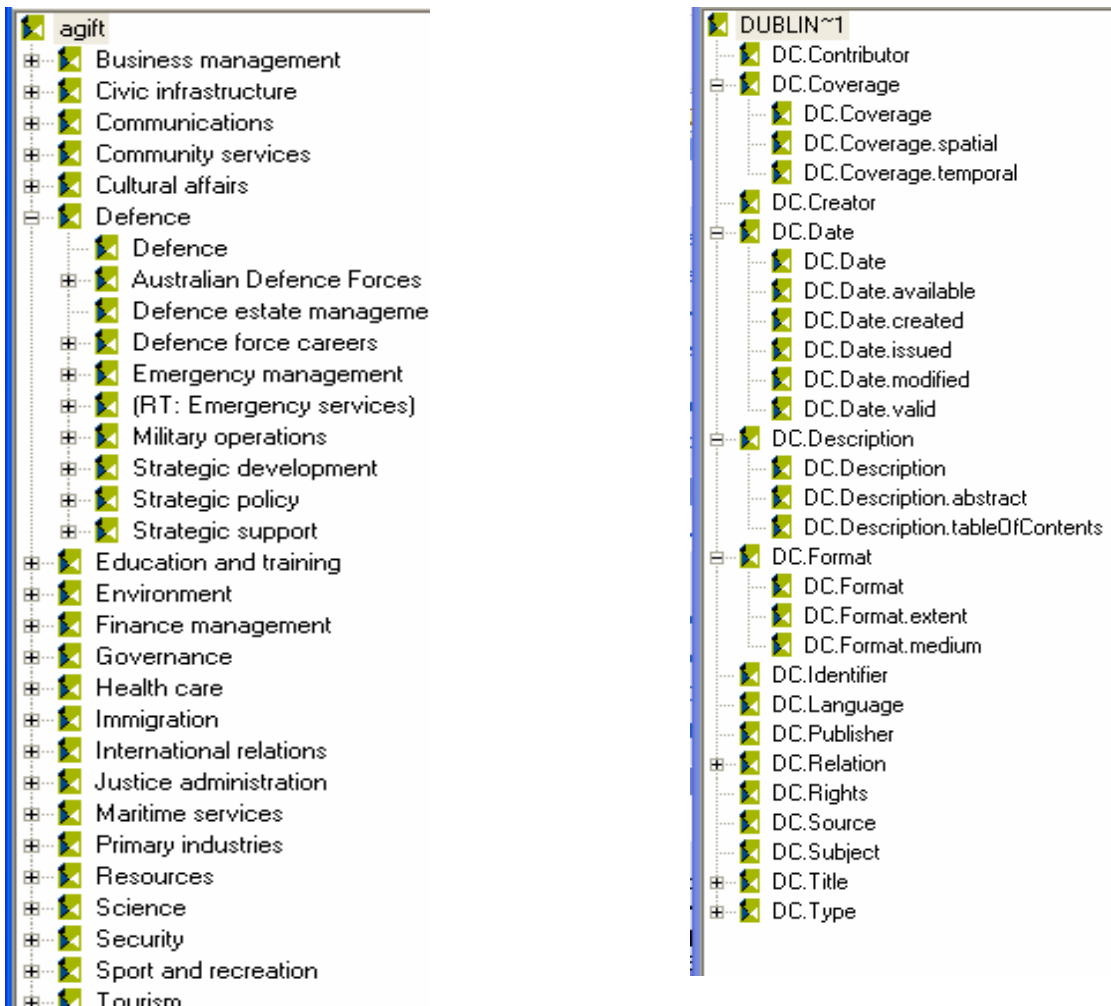 agift
Business management
Civic infrastructure
Communications
Community services
Cultural affairs
Defence
Defence
Australian Defence Forces
Defence estate manageme
Defence force careers
Emergency management
(RT: Emergency services)
Military operations
Strategic development
Strategic policy
Strategic support
Education and training
Environment
Finance management
Governance
Health care
Immigration
International relations
Justice administration
Maritime services
Primary industries
Resources
Science
Security
Sport and recreation
Tourism
DUBLIN~1
DC.Contributor
DC.Coverage
DC.Coverage
DC.Coverage.spatial
DC.Coverage.temporal
DC.Creator
DC.Date
DC.Date
DC.Date.available
DC.Date.created
DC.Date.issued
DC.Date.modified
DC.Date.valid
DC.Description
DC.Description
DC.Description.abstract
DC.Description.tableOfContents
DC.Format
DC.Format
DC.Format.extent
DC.Format.medium
DC.Identifier
DC.Language
DC.Publisher
DC.Relation
DC.Rights
DC.Source
DC.Subject
DC.Title
DC.Type